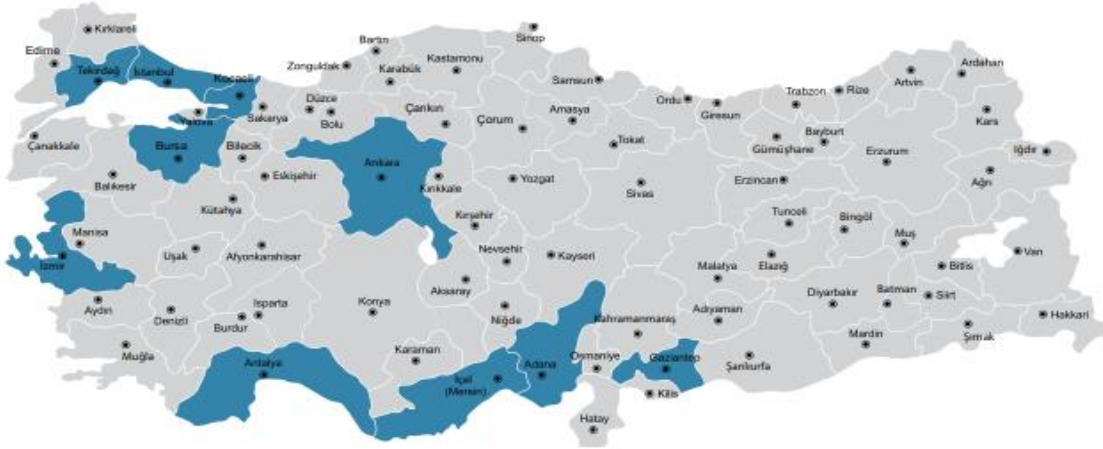 Kırklareli
Edirne
Tekirdağ
İstanbul
Kocaeli
Yalova
Sakarya
Düzce
Bolu
Zonguldak
Bartın
Karabük
Kastamonu
Sinop
Çankırı
Çorum
Samsun
Amasya
Ordu
Tokat
Giresun
Trabzon
Rize
Artvin
Ardahan
Kars
Gümüşhane
Bayburt
Erzurum
Iğdır
Ağrı
Çanakkale
Balıkesir
Bursa
Bilecik
Eskişehir
Kütahya
Ankara
Kırıkkale
Yozgat
Sivas
Erzincan
Tunceli
Bingöl
Muş
Bitlis
Van
Manisa
İzmir
Uşak
Afyonkarahisar
Kırşehir
Nevşehir
Kayseri
Malatya
Elazığ
Diyarbakır
Batman
Siirt
Hakkari
Şırnak
Mardin
Aydın
Denizli
Muğla
Burdur
Isparta
Antalya
Konya
Aksaray
Niğde
Karaman
İçel
(Mersin)
Adana
Osmaniye
Kahramanmaraş
Adıyaman
Gaziantep
Kilis
Şanlıurfa
Hatay